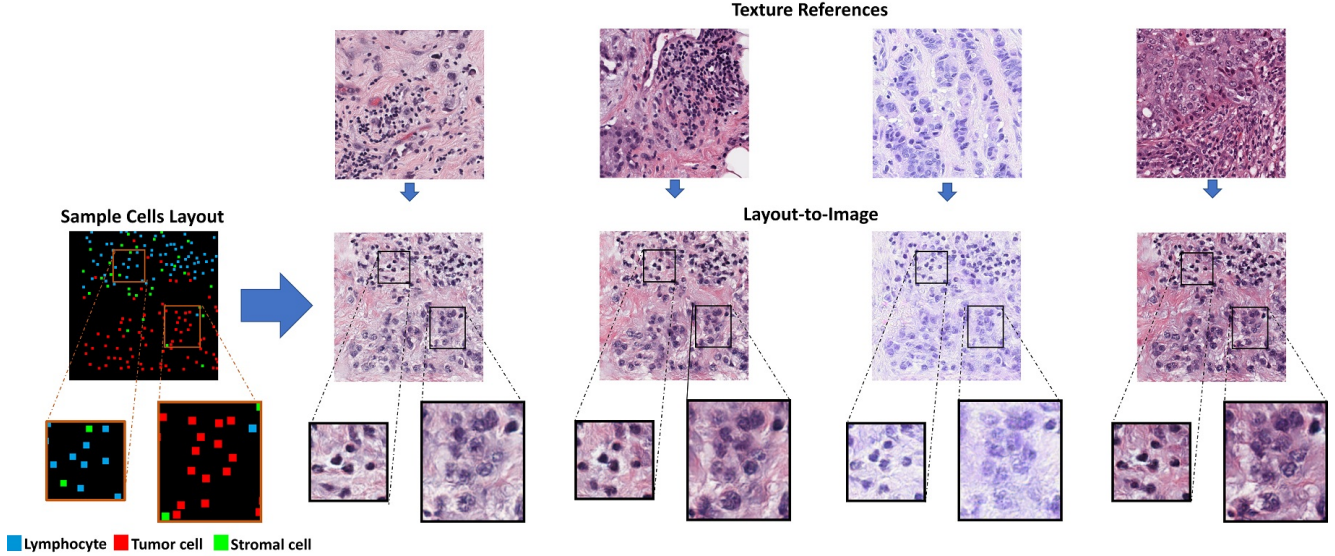 Texture References
Sample Cells Layout
Layout-to-Image
Lymphocyte
Tumor cell
Stromal cell